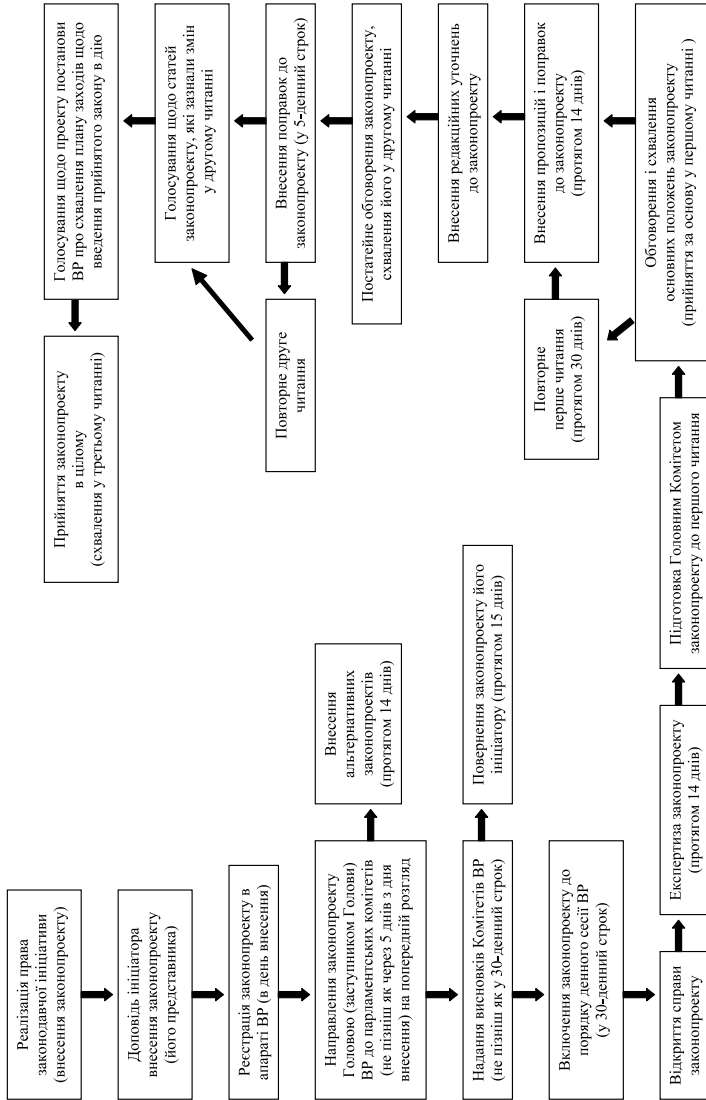 Реалізація права
законодавчої ініціативи
(внесення законопроекту)
Доповідь ініціатора
внесення законопроекту
(його представника)
Реєстрація законопроекту в
апараті ВР (в день внесення)
Направлення законопроекту
Головою (заступником Голови)
ВР до парламентських комітетів
(не пізніш як через 5 днів з дня
внесення) на попередній розгляд
Внесення
альтернативних
законопроектів
(протягом 14 днів)
Надання висновків Комітетів ВР
(не пізніш як у 30-денний строк)
Повернення законопроекту його
ініціатору (протягом 15 днів)
Включення законопроекту до
порядку денного сесії ВР
(у 30-денний строк)
Відкриття справи
законопроекту
Експертиза законопроекту
(протягом 14 днів)
Підготовка Головним Комітетом
законопроекту до першого читання
Обговорення і схвалення
основних положень законопроекту
(прийняття за основу у першому читанні )
Повторне
перше читання
(протягом 30 днів)
Внесення пропозицій і поправок
до законопроекту
(протягом 14 днів)
Внесення редакційних уточнень
до законопроекту
Постатейне обговорення законопроекту,
схвалення його у другому читанні
Внесення поправок до
законопроекту (у 5-денний строк)
Повторне друге
читання
Голосування щодо статей
законопроекту, які зазнали змін
у другому читанні
Голосування щодо проекту постанови
ВР про схвалення плану заходів щодо
введення прийнятого закону в дію
Прийняття законопроекту
в цілому
(схвалення у третьому читанні)